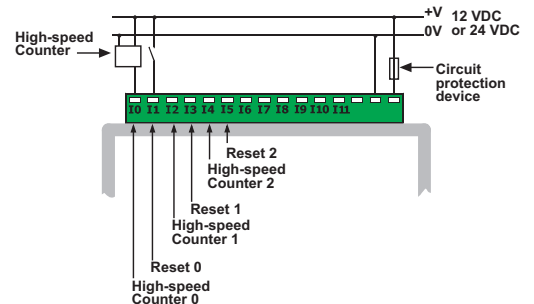 +V 12 VDC
0V or 24 VDC
High-speed
Counter
Circuit
protection
device
I0 I1 I2 I3 I4 I5 I6 I7 I8 I9 I10 I11
Reset 2
High-speed
Counter 2
Reset 1
High-speed
Counter 1
Reset 0
High-speed
Counter 0